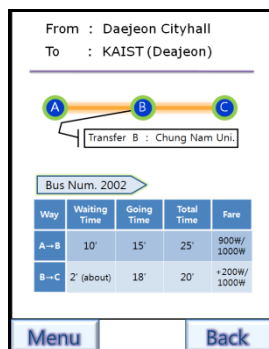 From : Daejeon Cityhall
To : KAIST (Deajeon)
A B C
Transfer B : Chung Nam Uni.
Bus Num. 2002
Way Waiting Time Going Time Total Time Fare
A→B 10' 15' 25' 900₩/1000₩
B→C 2' (about) 18' 20' +200₩/1000₩
Menu Back